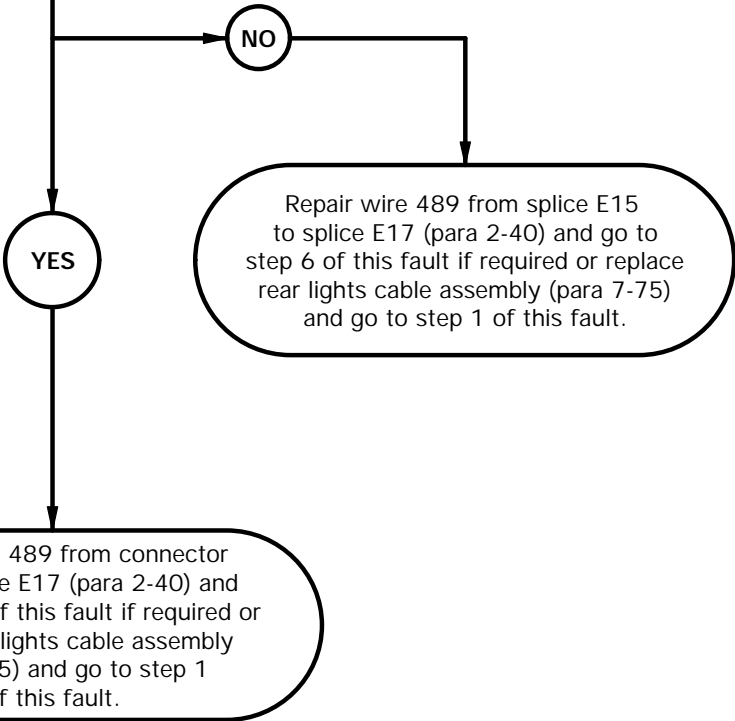 NO
Repair wire 489 from splice E15
to splice E17 (para 2-40) and go to
step 6 of this fault if required or replace
rear lights cable assembly (para 7-75)
and go to step 1 of this fault.
YES
489 from connector
E17 (para 2-40) and
this fault if required or
lights cable assembly
5) and go to step 1
this fault.